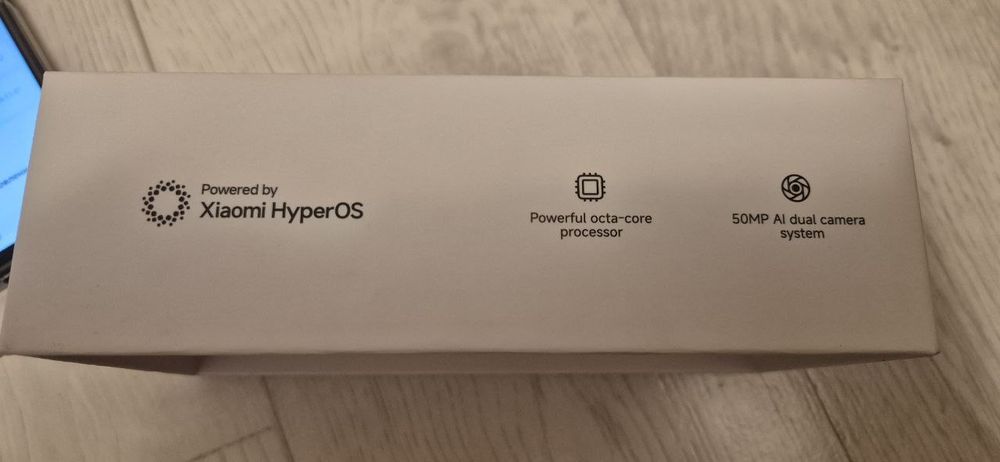 Powered by
Xiaomi HyperOS
Powerful octa-core
processor
50MP AI dual camera
system